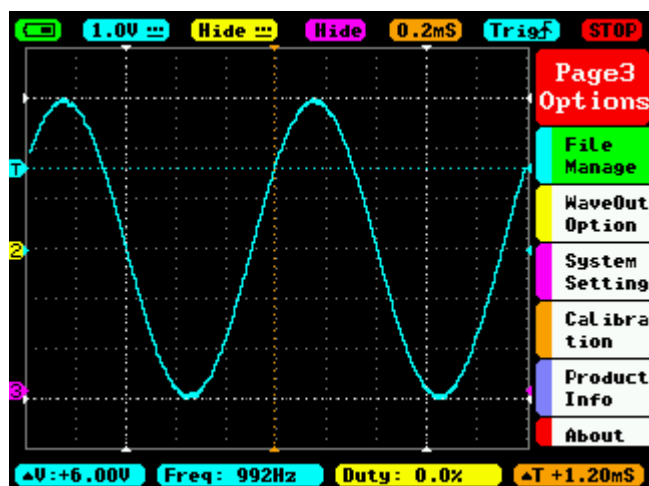 1.0V Hide Hide 0.2mS Trig STOP
Page3
Options
File
Manage
WaveOut
Option
System
Setting
Calibra
tion
Product
Info
About
T
2
3
▲V:+6.00V Freq: 992Hz Duty: 0.0% ▲T +1.20mS